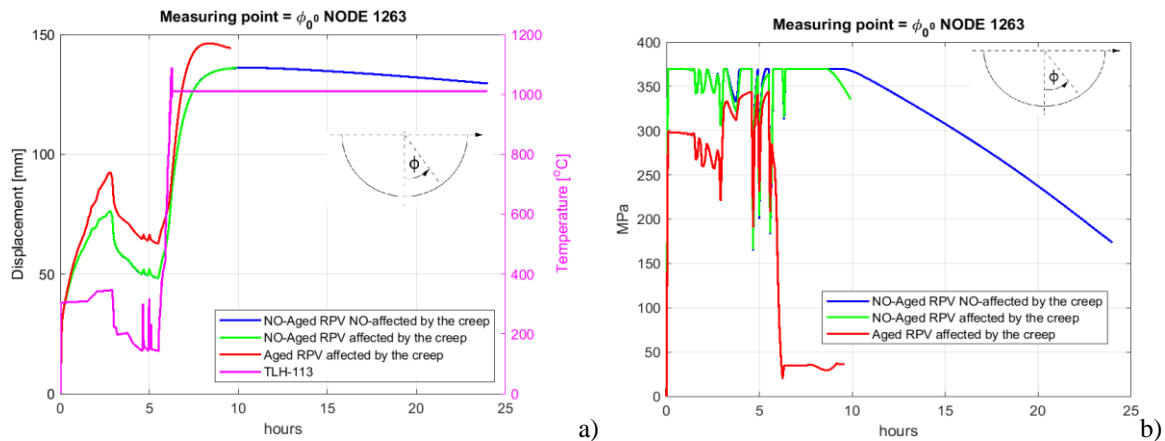 Measuring point = ϕ₀⁰ NODE 1263
150
100
50
0
Displacement [mm]
1200
1000
800
600
400
200
0
Temperature [°C]
ϕ
NO-Aged RPV NO-affected by the creep
NO-Aged RPV affected by the creep
Aged RPV affected by the creep
TLH-113
0 5 10 15 20 25
hours
a)
Measuring point = ϕ₀⁰ NODE 1263
400
350
300
250
200
150
100
50
0
MPa
ϕ
NO-Aged RPV NO-affected by the creep
NO-Aged RPV affected by the creep
Aged RPV affected by the creep
0 5 10 15 20 25
hours
b)